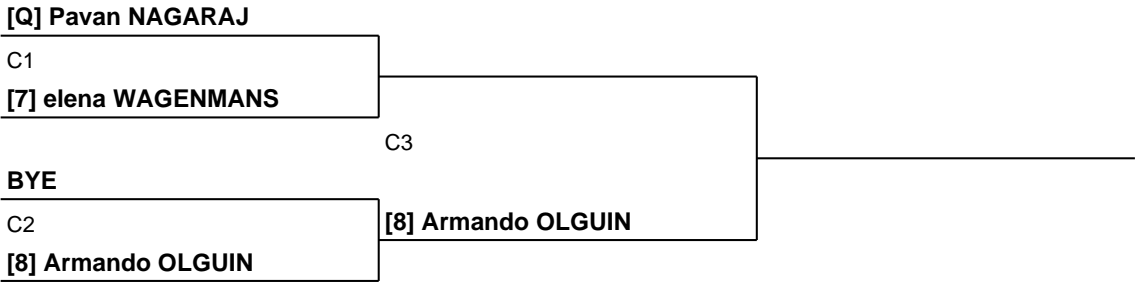 [Q] Pavan NAGARAJ
C1
[7] elena WAGENMANS
C3
BYE
C2
[8] Armando OLGUIN
[8] Armando OLGUIN